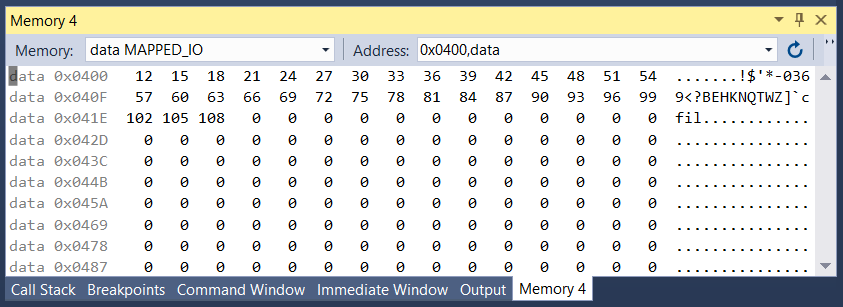 Memory 4
Memory: data MAPPED_IO Address: 0x0400,data
data 0x0400 12 15 18 21 24 27 30 33 36 39 42 45 48 51 54 .......!$'*-036
data 0x040F 57 60 63 66 69 72 75 78 81 84 87 90 93 96 99 9<?BEHKNQTWZ]`c
data 0x041E 102 105 108 0 0 0 0 0 0 0 0 0 0 0 0 fil............
data 0x042D 0 0 0 0 0 0 0 0 0 0 0 0 0 0 0 ...............
data 0x043C 0 0 0 0 0 0 0 0 0 0 0 0 0 0 0 ...............
data 0x044B 0 0 0 0 0 0 0 0 0 0 0 0 0 0 0 ...............
data 0x045A 0 0 0 0 0 0 0 0 0 0 0 0 0 0 0 ...............
data 0x0469 0 0 0 0 0 0 0 0 0 0 0 0 0 0 0 ...............
data 0x0478 0 0 0 0 0 0 0 0 0 0 0 0 0 0 0 ...............
data 0x0487 0 0 0 0 0 0 0 0 0 0 0 0 0 0 0 ...............
Call Stack Breakpoints Command Window Immediate Window Output Memory 4